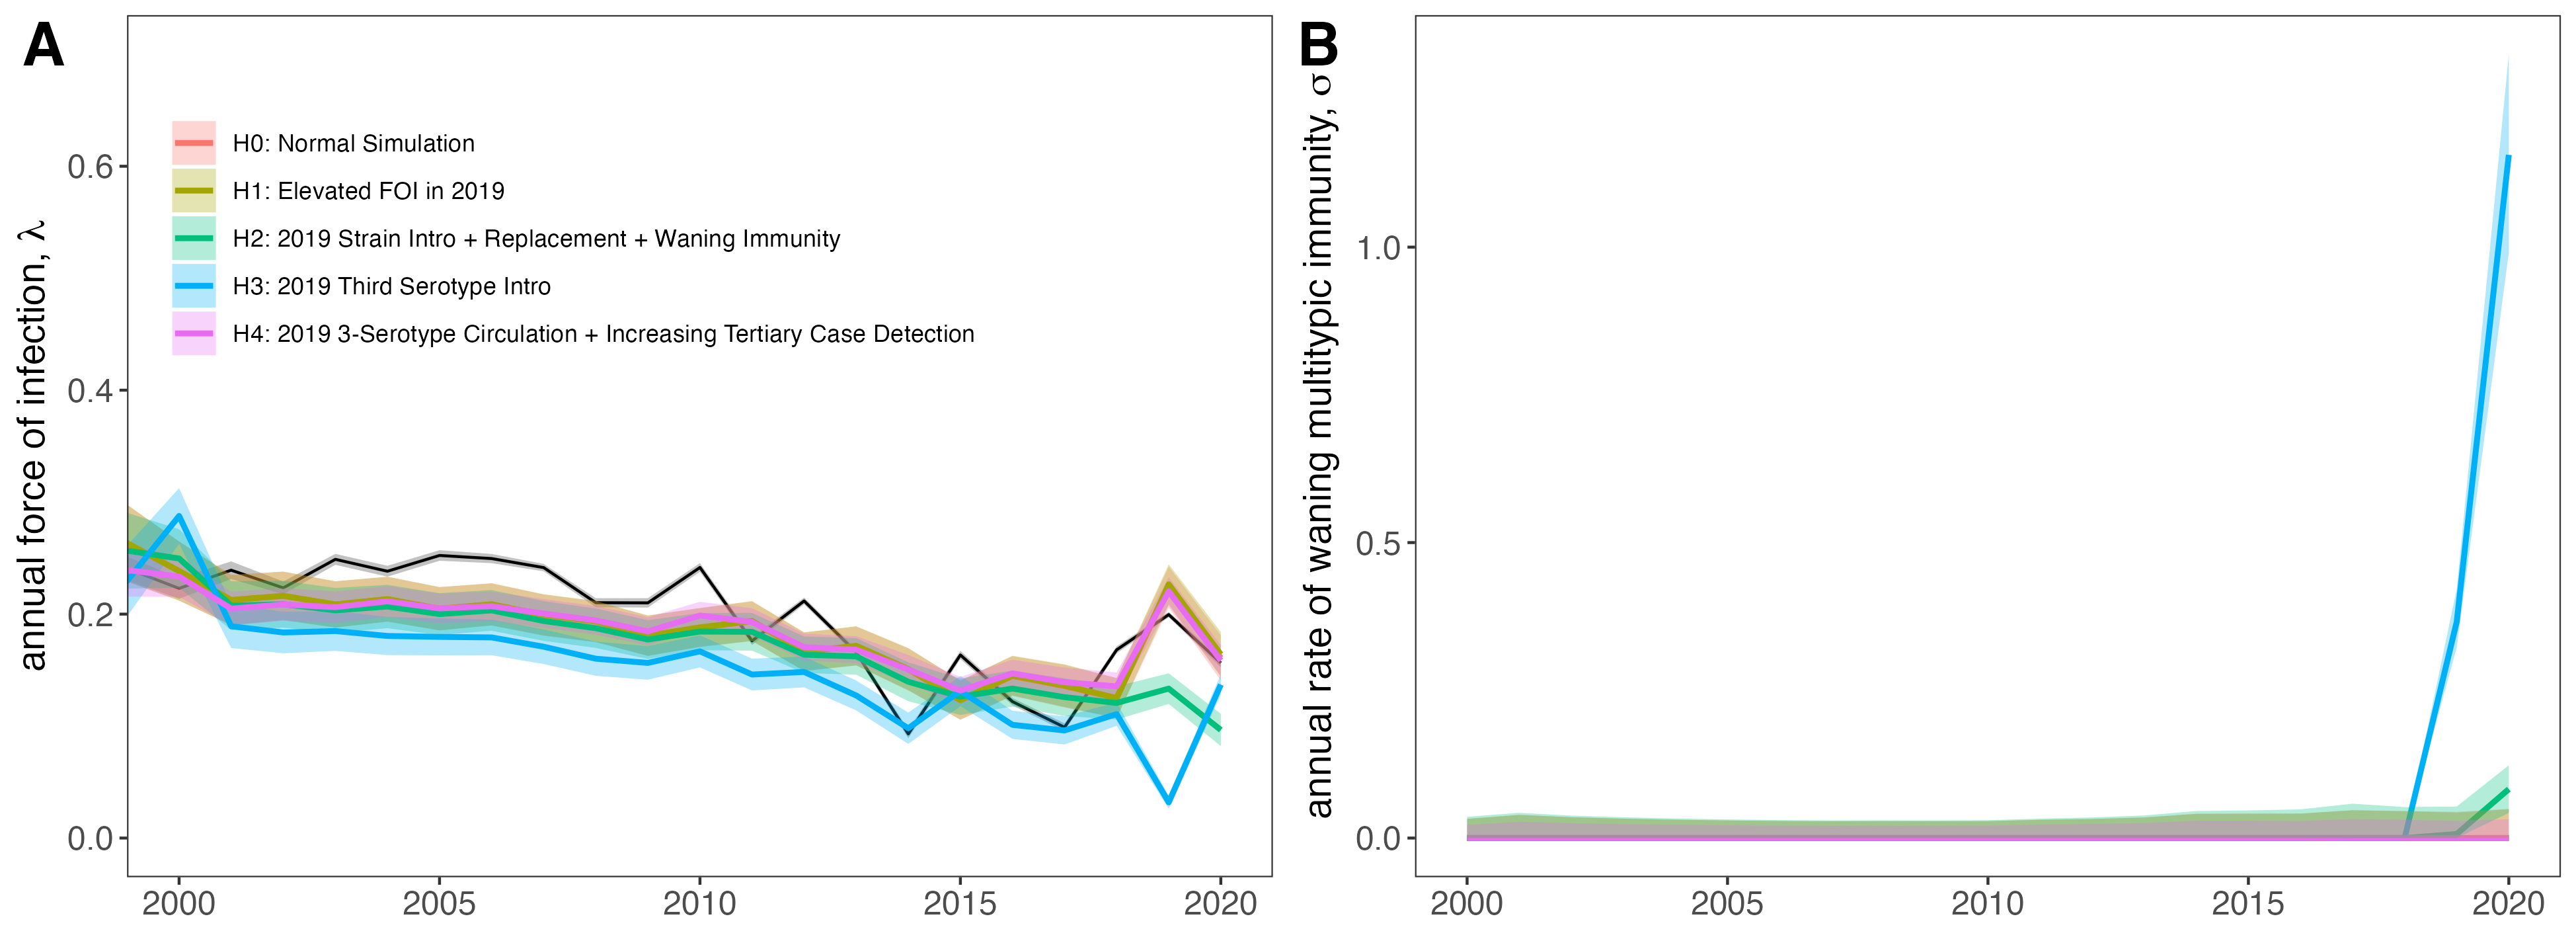 A
annual force of infection, λ
0.6
0.4
0.2
0.0
H0: Normal Simulation
H1: Elevated FOI in 2019
H2: 2019 Strain Intro + Replacement + Waning Immunity
H3: 2019 Third Serotype Intro
H4: 2019 3-Serotype Circulation + Increasing Tertiary Case Detection
2000 2005 2010 2015 2020
B
annual rate of waning multitypic immunity, σ
1.0
0.5
0.0
2000 2005 2010 2015 2020